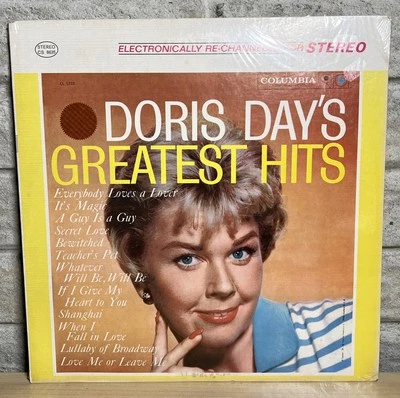 STEREO
CS 8635
ELECTRONICALLY RE-CHANNELED FOR STEREO
COLUMBIA
DORIS DAY'S
GREATEST HITS
Everybody Loves a Lover
It's Magic
A Guy Is a Guy
Secret Love
Bewitched
Teacher's Pet
Whatever
Will Be, Will Be
If I Give My
Heart to You
Shanghai
When I
Fall in Love
Lullaby of Broadway
Love Me or Leave Me